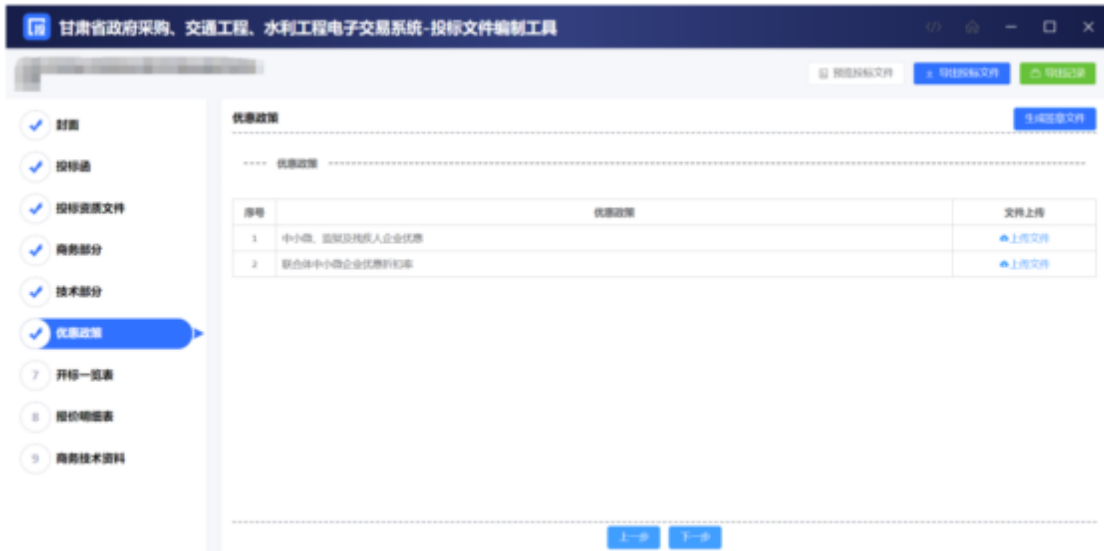 投 甘肃省政府采购、交通工程、水利工程电子交易系统-投标文件编制工具
预览投标文件 导出投标文件 导出记录
封面
投标函
投标资质文件
商务部分
技术部分
优惠政策
7 开标一览表
8 报价明细表
9 商务技术资料
优惠政策 生成签章文件
优惠政策
序号 优惠政策 文件上传
1 中小微、监狱及残疾人企业优惠 上传文件
2 联合体中小微企业优惠折扣率 上传文件
上一步 下一步